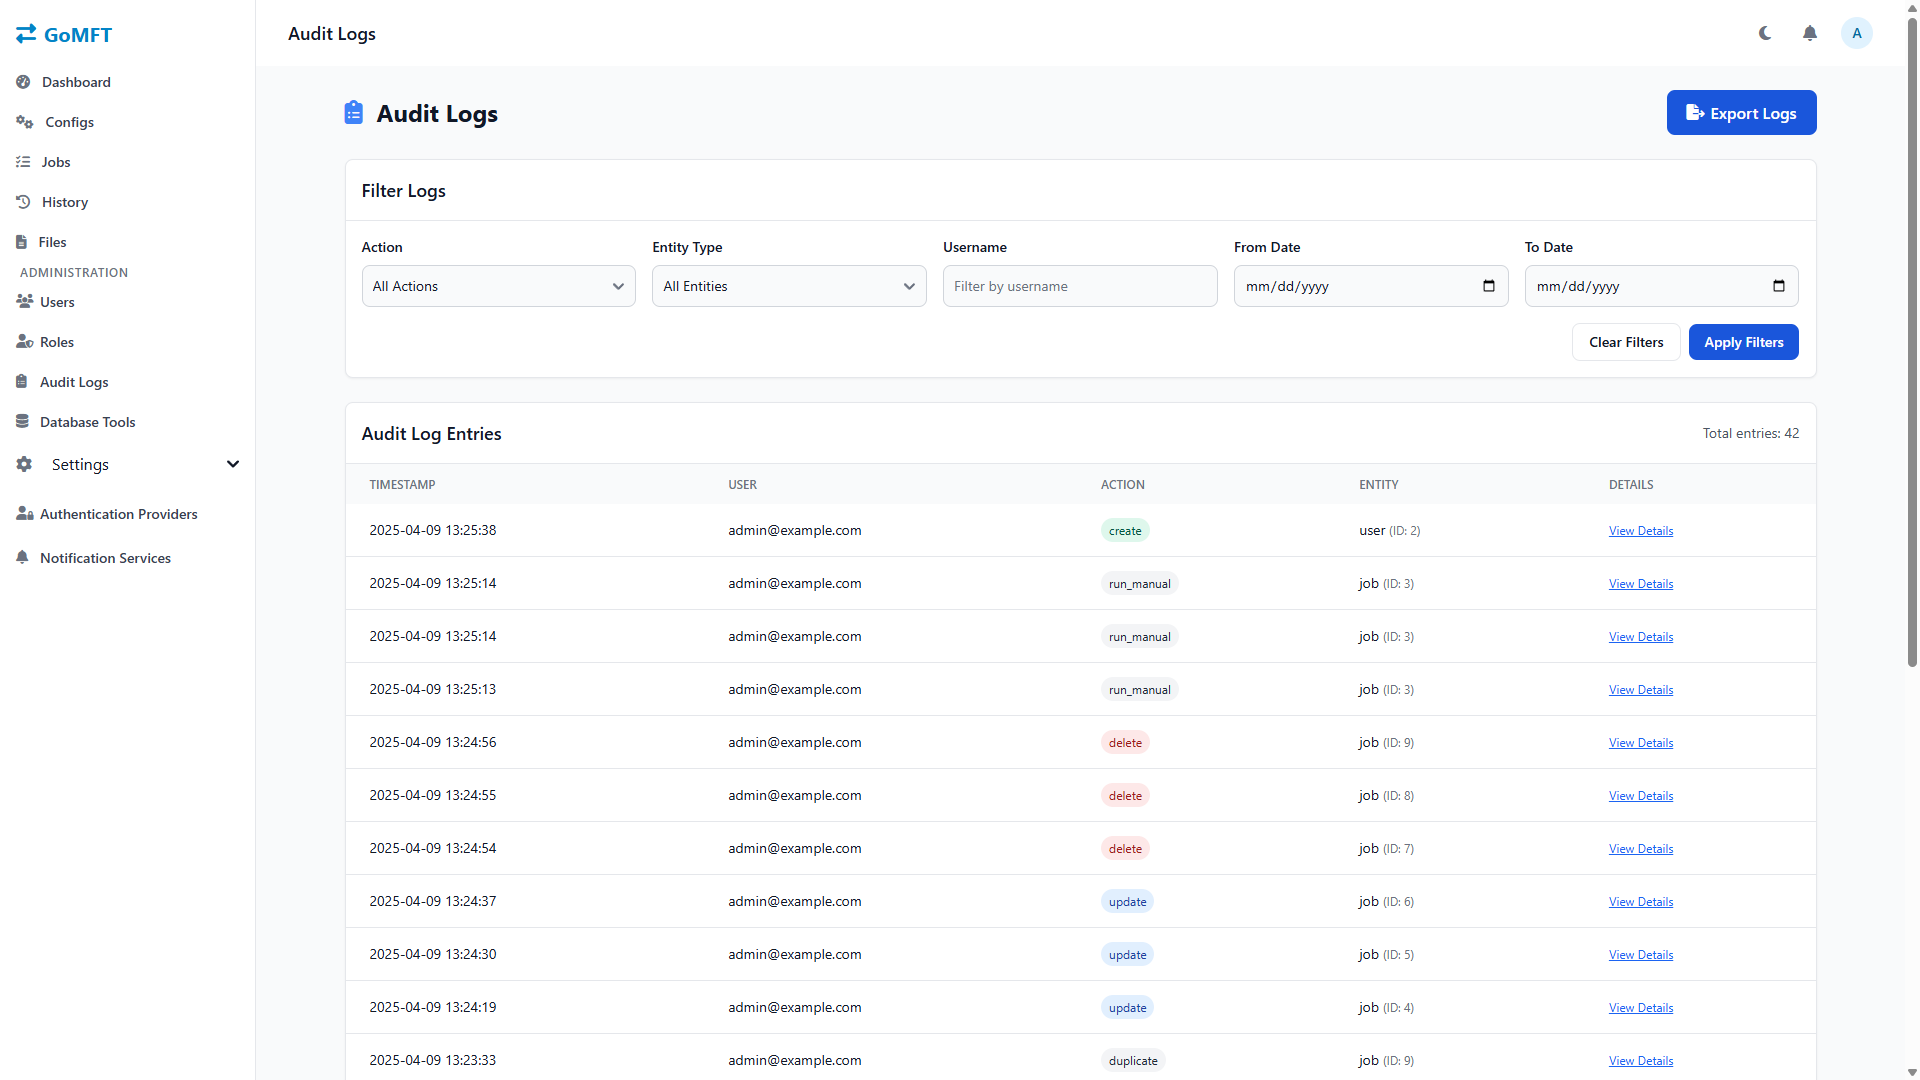 GoMFT
Audit Logs
A
Dashboard
Configs
Jobs
History
Files
ADMINISTRATION
Users
Roles
Audit Logs
Database Tools
Settings
Authentication Providers
Notification Services
Audit Logs
Export Logs
Filter Logs
Action Entity Type Username From Date To Date
All Actions All Entities Filter by username mm/dd/yyyy mm/dd/yyyy
Clear Filters Apply Filters
Audit Log Entries Total entries: 42
TIMESTAMP USER ACTION ENTITY DETAILS
2025-04-09 13:25:38 admin@example.com create user (ID: 2) View Details
2025-04-09 13:25:14 admin@example.com run_manual job (ID: 3) View Details
2025-04-09 13:25:14 admin@example.com run_manual job (ID: 3) View Details
2025-04-09 13:25:13 admin@example.com run_manual job (ID: 3) View Details
2025-04-09 13:24:56 admin@example.com delete job (ID: 9) View Details
2025-04-09 13:24:55 admin@example.com delete job (ID: 8) View Details
2025-04-09 13:24:54 admin@example.com delete job (ID: 7) View Details
2025-04-09 13:24:37 admin@example.com update job (ID: 6) View Details
2025-04-09 13:24:30 admin@example.com update job (ID: 5) View Details
2025-04-09 13:24:19 admin@example.com update job (ID: 4) View Details
2025-04-09 13:23:33 admin@example.com duplicate job (ID: 9) View Details